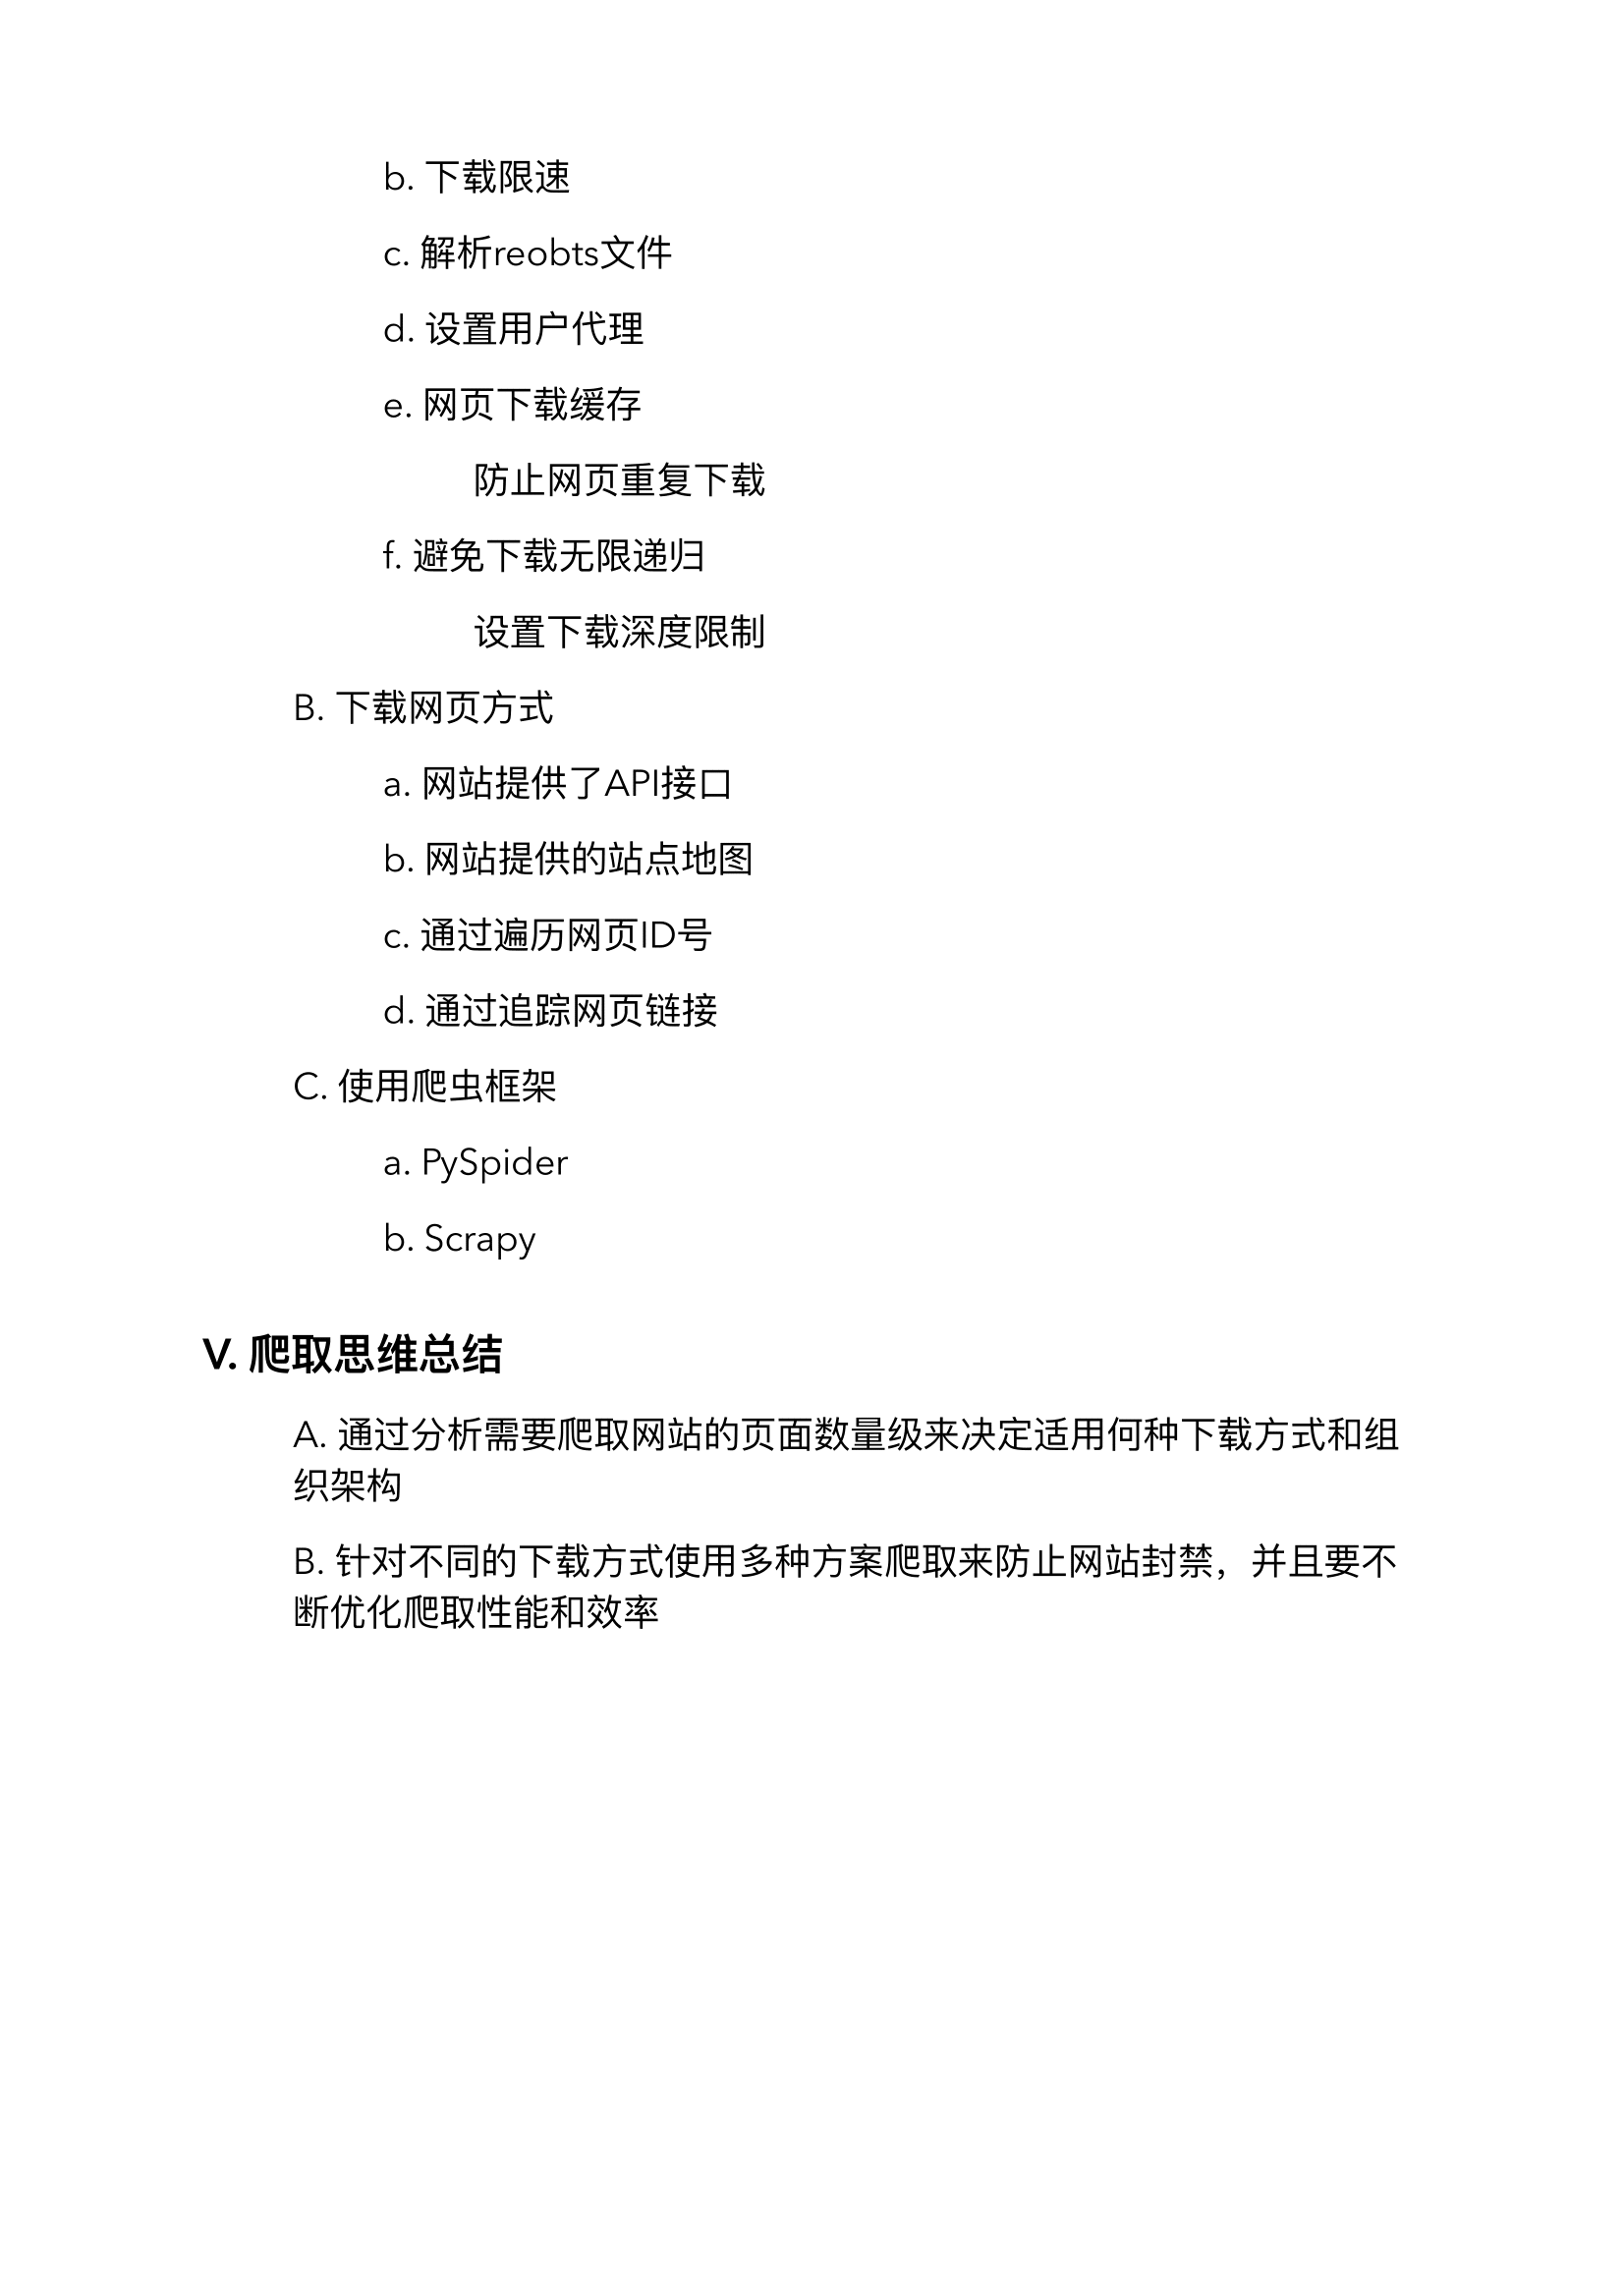 b. 下载限速
c. 解析reobts文件
d. 设置用户代理
e. 网页下载缓存
防止网页重复下载
f. 避免下载无限递归
设置下载深度限制
B. 下载网页方式
a. 网站提供了API接口
b. 网站提供的站点地图
c. 通过遍历网页ID号
d. 通过追踪网页链接
C. 使用爬虫框架
a. PySpider
b. Scrapy
V. 爬取思维总结
A. 通过分析需要爬取网站的页面数量级来决定适用何种下载方式和组
织架构
B. 针对不同的下载方式使用多种方案爬取来防止网站封禁，并且要不
断优化爬取性能和效率